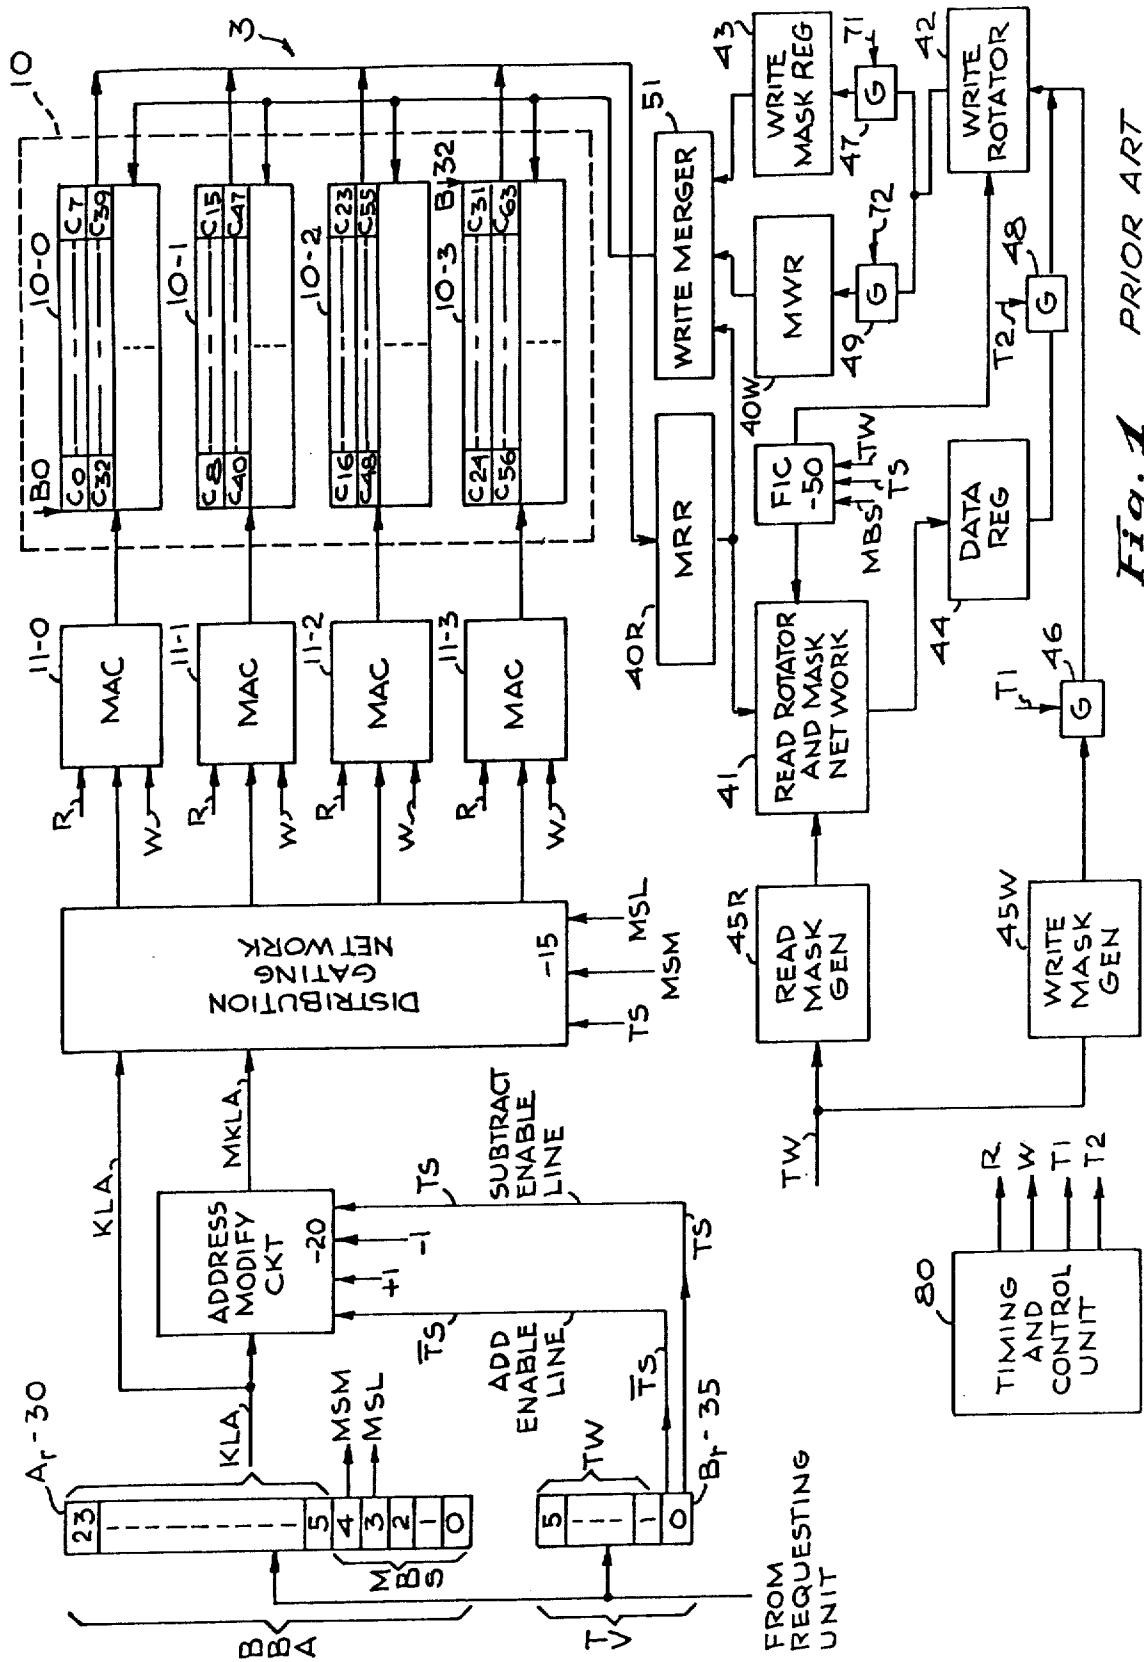 10
3
B0
10-0
C0
C7
C32
C39
10-1
C8
C15
C40
C47
10-2
C16
C23
C48
C55
10-3
B32
C24
C31
C56
C63
11-0
MAC
R
W
11-1
MAC
R
W
11-2
MAC
R
W
11-3
MAC
R
W
DISTRIBUTION
GATING
NETWORK
-15
TS
MSM
MSL
KLA
MKLA
ADDRESS
MODIFY
CKT
-20
+1
-1
T̅S̅
ADD
ENABLE
LINE
TS
SUBTRACT
ENABLE
LINE
Ar-30
KLA
23
5
4
3
2
1
0
MSM
MSL
MBS
BBA
TV
5
1
0
TW
T̅S̅
TS
Br-35
FROM
REQUESTING
UNIT
40R
MRR
WRITE MERGER
51
FIC
-50
MBS
TS
TW
40W
MWR
WRITE
MASK REG
43
49
G
T2
47
G
T1
41
READ ROTATOR
AND MASK
NETWORK
45R
READ
MASK
GEN
TW
44
DATA
REG
T2
G
48
WRITE
ROTATOR
42
45W
WRITE
MASK
GEN
T1
G
46
80
TIMING
AND
CONTROL
UNIT
R
W
T1
T2
Fig. 1
PRIOR ART